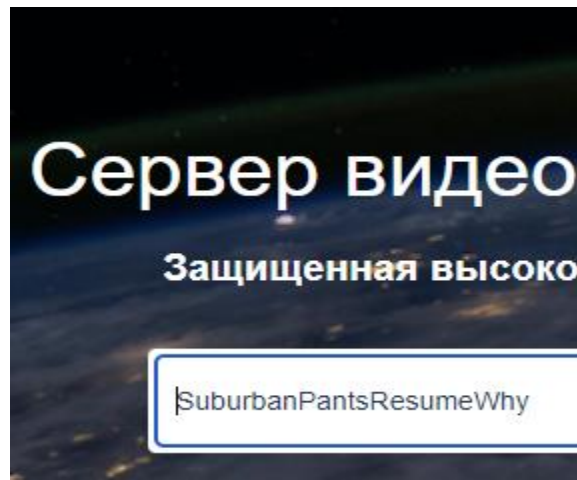 Сервер видео
Защищенная высоко
SuburbanPantsResumeWhy